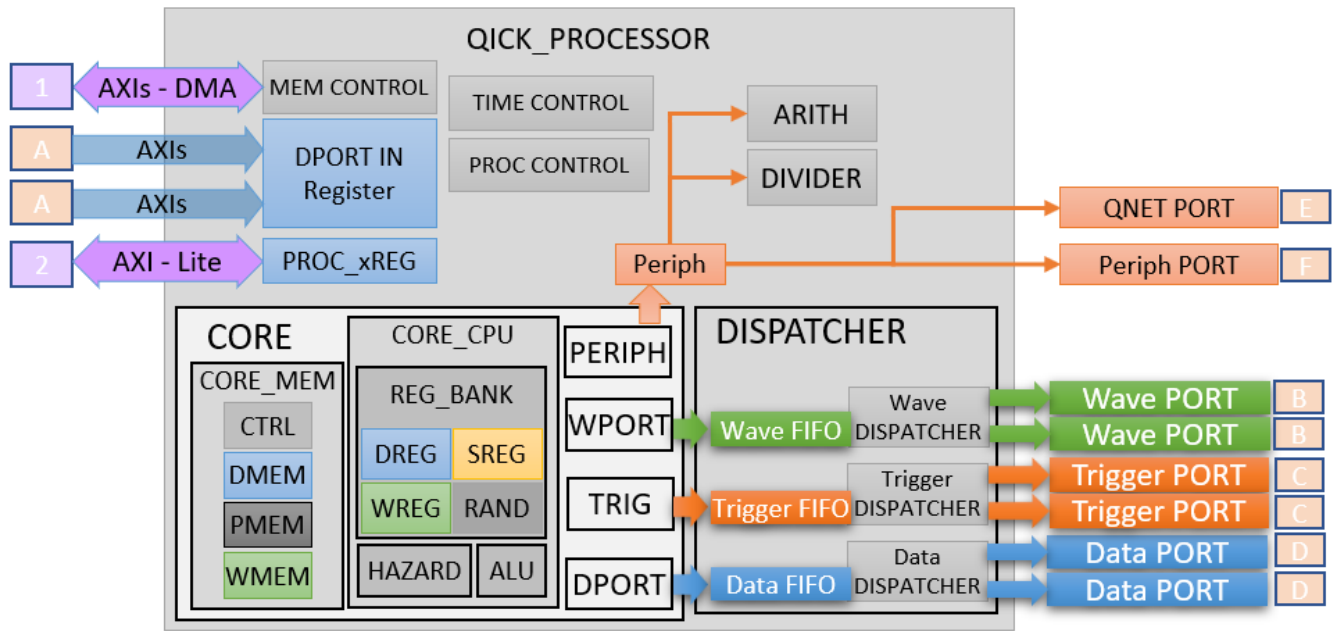 QICK_PROCESSOR
1
AXIs - DMA
MEM CONTROL
TIME CONTROL
ARITH
A
AXIs
DPORT IN
Register
PROC CONTROL
DIVIDER
A
AXIs
QNET PORT
E
2
AXI - Lite
PROC_xREG
Periph
Periph PORT
F
CORE
CORE_MEM
CTRL
DMEM
PMEM
WMEM
CORE_CPU
REG_BANK
DREG
SREG
WREG
RAND
HAZARD
ALU
PERIPH
WPORT
TRIG
DPORT
DISPATCHER
Wave FIFO
Wave
DISPATCHER
Wave PORT
B
Wave PORT
B
Trigger FIFO
Trigger
DISPATCHER
Trigger PORT
C
Trigger PORT
C
Data FIFO
Data
DISPATCHER
Data PORT
D
Data PORT
D